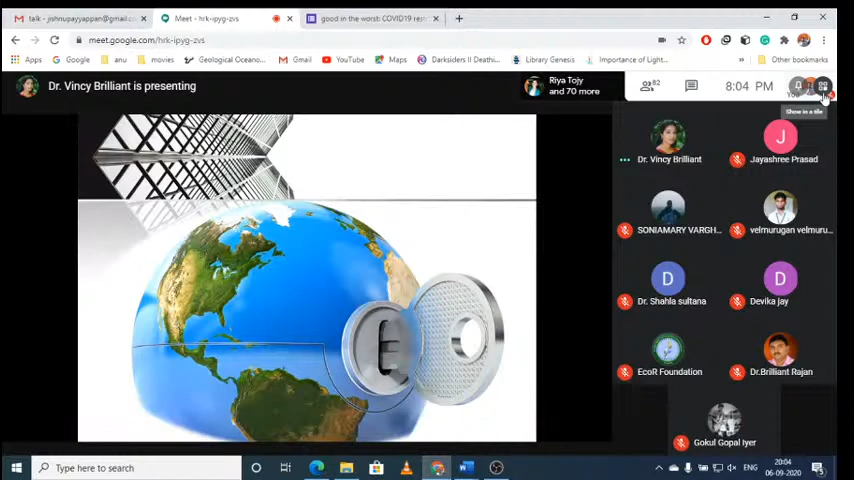 talk - jishnupayyappan@gmail.c
Meet - hrk-ipyg-zvs
good in the worst: COVID19 res
meet.google.com/hrk-ipyg-zvs
Apps
Google
anu
movies
Geological Oceano...
Gmail
YouTube
Maps
Darksiders II Deathi...
Library Genesis
Importance of Light...
Other bookmarks
Dr. Vincy Brilliant is presenting
Riya Tojy
and 70 more
82
8:04 PM
You
Show in a tile
Dr. Vincy Brilliant
J
Jayashree Prasad
SONIAMARY VARGH...
velmurugan velmuru...
D
Dr. Shahla sultana
D
Devika jay
EcoR Foundation
Dr.Brilliant Rajan
Gokul Gopal Iyer
Type here to search
ENG
20:04
06-09-2020
5